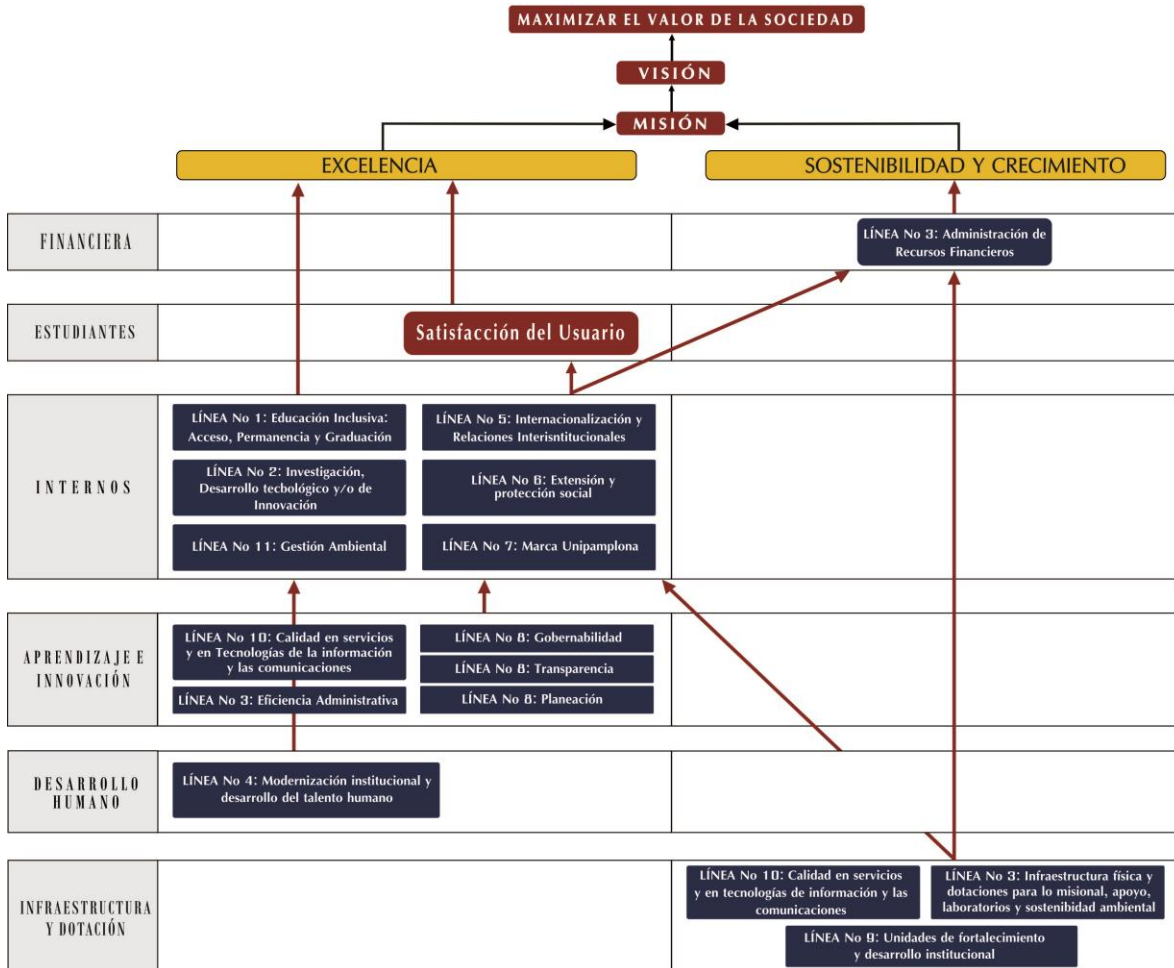 MAXIMIZAR EL VALOR DE LA SOCIEDAD
VISIÓN
MISIÓN
EXCELENCIA
SOSTENIBILIDAD Y CRECIMIENTO
FINANCIERA
LÍNEA No 3: Administración de
Recursos Financieros
ESTUDIANTES
Satisfacción del Usuario
INTERNOS
LÍNEA No 1: Educación Inclusiva:
Acceso, Permanencia y Graduación
LÍNEA No 5: Internacionalización y
Relaciones Interisntitucionales
LÍNEA No 2: Investigación,
Desarrollo tecbológico y/o de
Innovación
LÍNEA No 6: Extensión y
protección social
LÍNEA No 11: Gestión Ambiental
LÍNEA No 7: Marca Unipamplona
APRENDIZAJE E
INNOVACIÓN
LÍNEA No 10: Calidad en servicios
y en Tecnologías de la información
y las comunicaciones
LÍNEA No 3: Eficiencia Administrativa
LÍNEA No 8: Gobernabilidad
LÍNEA No 8: Transparencia
LÍNEA No 8: Planeación
DESARROLLO
HUMANO
LÍNEA No 4: Modernización institucional y
desarrollo del talento humano
INFRAESTRUCTURA
Y DOTACIÓN
LÍNEA No 10: Calidad de servicios
y en tecnologías de información y las
comunicaciones
LÍNEA No 3: Infraestructura física y
dotaciones para lo misional, apoyo,
laboratorios y sostenibidad ambiental
LÍNEA No 9: Unidades de fortalecimiento
y desarrollo institucional